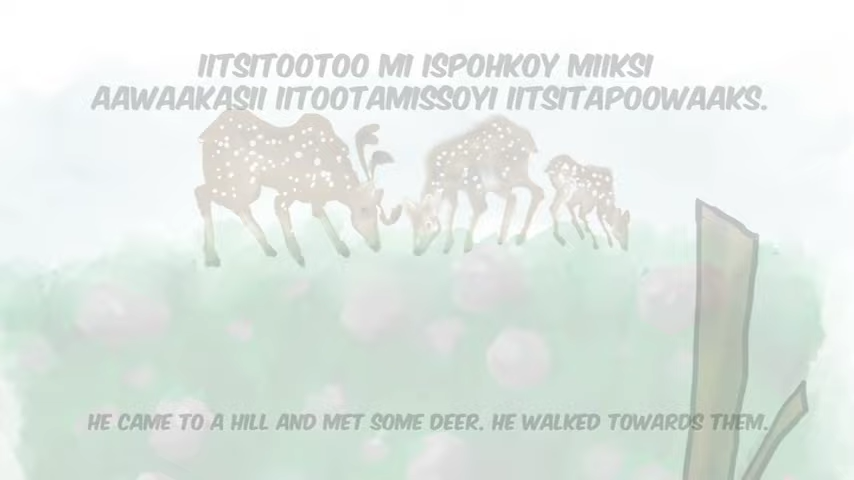 IITSITOOTOO MI ISPOHKOY MIIKSI
AAWAAKASII IITOOTAMISSOYI IITSITAPOOWAAKS.
HE CAME TO A HILL AND MET SOME DEER. HE WALKED TOWARDS THEM.